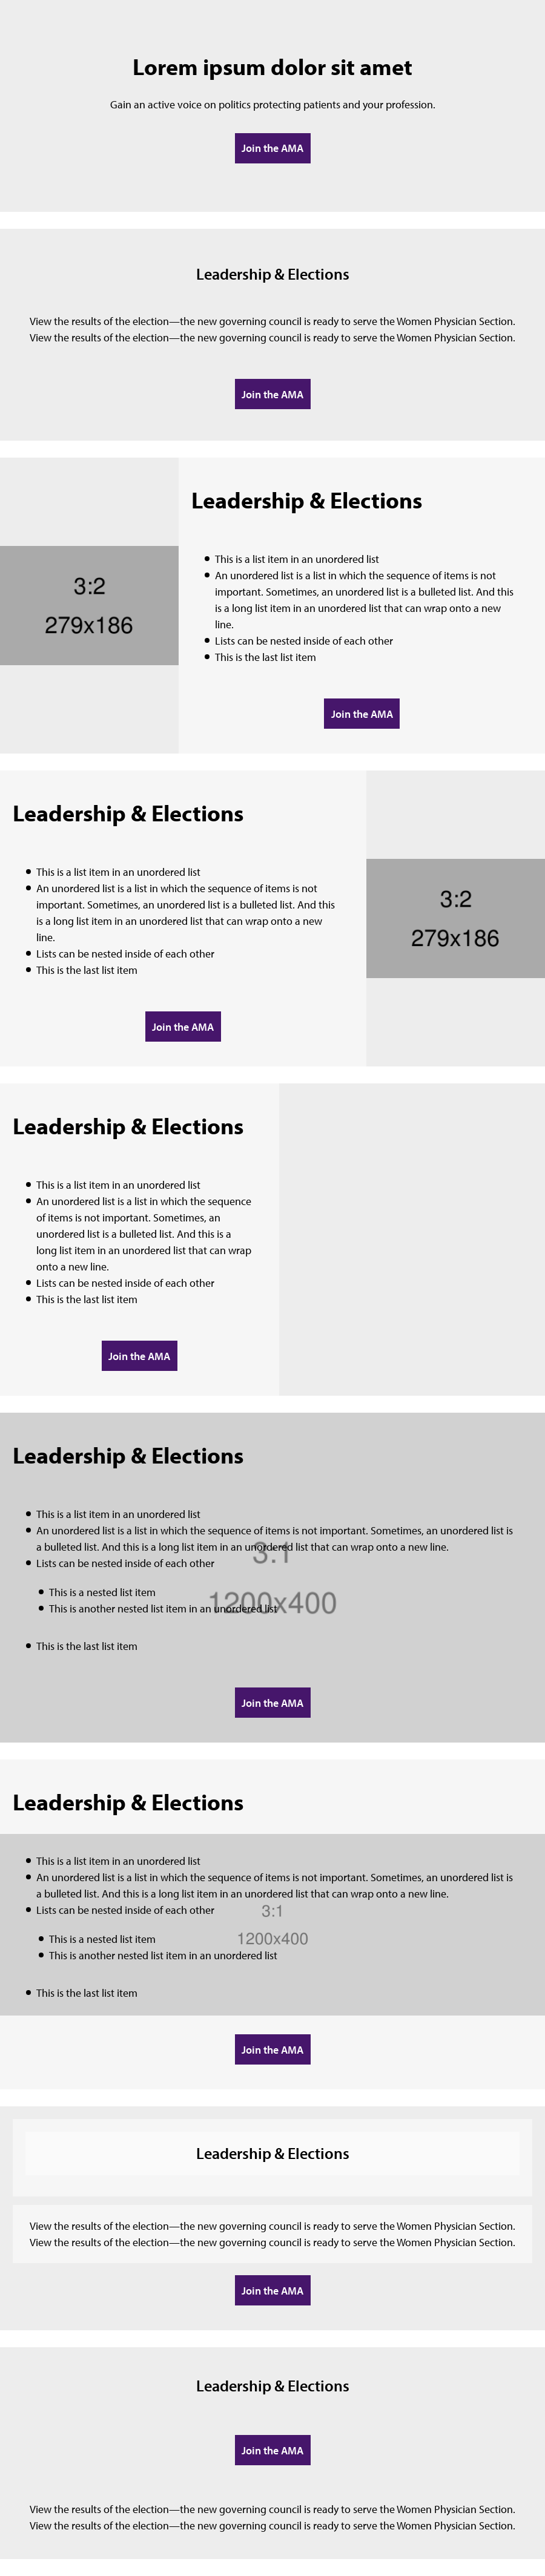 Lorem ipsum dolor sit amet
Gain an active voice on politics protecting patients and your profession.
Join the AMA
Leadership & Elections
View the results of the election—the new governing council is ready to serve the Women Physician Section.
View the results of the election—the new governing council is ready to serve the Women Physician Section.
Join the AMA
3:2
279x186
Leadership & Elections
This is a list item in an unordered list
An unordered list is a list in which the sequence of items is not
important. Sometimes, an unordered list is a bulleted list. And this
is a long list item in an unordered list that can wrap onto a new
line.
Lists can be nested inside of each other
This is the last list item
Join the AMA
Leadership & Elections
This is a list item in an unordered list
An unordered list is a list in which the sequence of items is not
important. Sometimes, an unordered list is a bulleted list. And this
is a long list item in an unordered list that can wrap onto a new
line.
Lists can be nested inside of each other
This is the last list item
Join the AMA
3:2
279x186
Leadership & Elections
This is a list item in an unordered list
An unordered list is a list in which the sequence
of items is not important. Sometimes, an
unordered list is a bulleted list. And this is a
long list item in an unordered list that can wrap
onto a new line.
Lists can be nested inside of each other
This is the last list item
Join the AMA
Leadership & Elections
This is a list item in an unordered list
An unordered list is a list in which the sequence of items is not important. Sometimes, an unordered list is
a bulleted list. And this is a long list item in an unordered list that can wrap onto a new line.
3:1
Lists can be nested inside of each other
This is a nested list item
1200x400
This is another nested list item in an unordered list
This is the last list item
Join the AMA
Leadership & Elections
This is a list item in an unordered list
An unordered list is a list in which the sequence of items is not important. Sometimes, an unordered list is
a bulleted list. And this is a long list item in an unordered list that can wrap onto a new line.
Lists can be nested inside of each other
3:1
This is a nested list item
1200x400
This is another nested list item in an unordered list
This is the last list item
Join the AMA
Leadership & Elections
View the results of the election—the new governing council is ready to serve the Women Physician Section.
View the results of the election—the new governing council is ready to serve the Women Physician Section.
Join the AMA
Leadership & Elections
Join the AMA
View the results of the election—the new governing council is ready to serve the Women Physician Section.
View the results of the election—the new governing council is ready to serve the Women Physician Section.